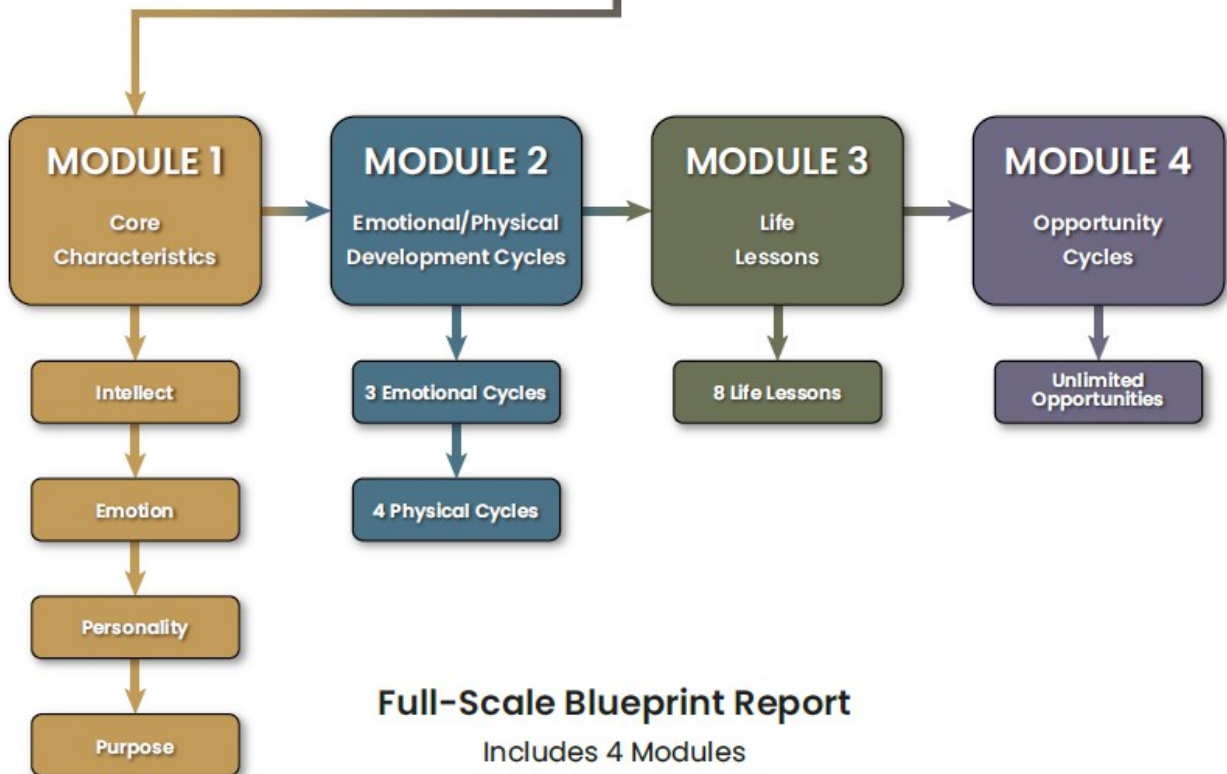 MODULE 1
Core
Characteristics
Intellect
Emotion
Personality
Purpose
MODULE 2
Emotional/Physical
Development Cycles
3 Emotional Cycles
4 Physical Cycles
MODULE 3
Life
Lessons
8 Life Lessons
MODULE 4
Opportunity
Cycles
Unlimited
Opportunities
Full-Scale Blueprint Report
Includes 4 Modules